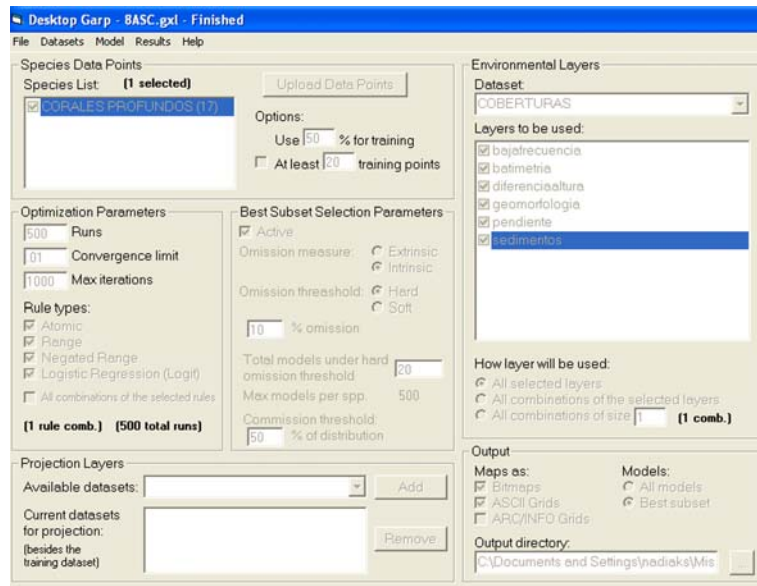 Desktop Garp - 8ASC.gxl - Finished
File Datasets Model Results Help
Species Data Points
Species List: (1 selected)
CORALES PROFUNDOS (17)
Upload Data Points
Options:
Use 50 % for training
At least 20 training points
Optimization Parameters
500 Runs
.01 Convergence limit
1000 Max iterations
Rule types:
Atomic
Range
Negated Range
Logistic Regression (Logit)
All combinations of the selected rules
(1 rule comb.) (500 total runs)
Best Subset Selection Parameters
Active
Omission measure: Extrinsic
Intrinsic
Omission threashold: Hard
Soft
10 % omission
Total models under hard
omission threshold 20
Max models per spp. 500
Commission threshold:
50 % of distribution
Projection Layers
Available datasets: Add
Current datasets
for projection:
(besides the
training dataset)
Remove
Environmental Layers
Dataset:
COBERTURAS
Layers to be used:
bajafrecuencia
batimetria
diferenciaaltura
geomorfologia
pendiente
sedimentos
How layer will be used:
All selected layers
All combinations of the selected layers
All combinations of size 1 (1 comb.)
Output
Maps as: Models:
Bitmaps All models
ASCII Grids Best subset
ARC/INFO Grids
Output directory:
C:\Documents and Settings\nadiaks\Mis ...